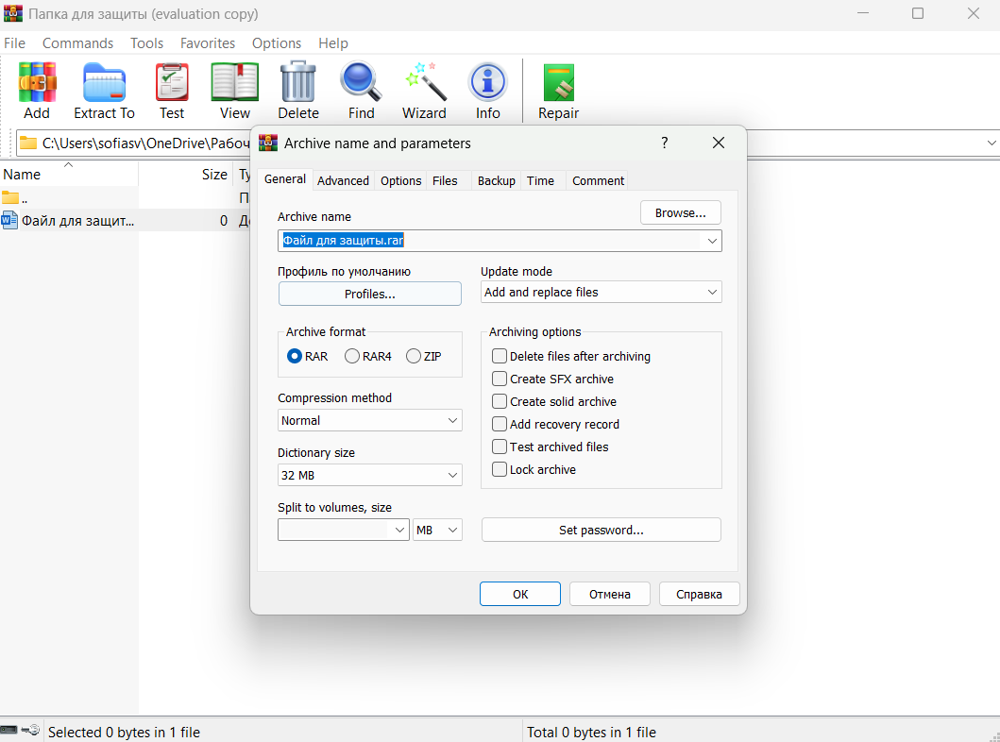 Папка для защиты (evaluation copy)
File Commands Tools Favorites Options Help
Add Extract To Test View Delete Find Wizard Info Repair
C:\Users\sofiasv\OneDrive\Рабоч
Name Size Ту
..
П
Файл для защит... 0 До
Archive name and parameters ?
General Advanced Options Files Backup Time Comment
Archive name
Browse...
Файл для защиты.rar
Профиль по умолчанию
Profiles...
Update mode
Add and replace files
Archive format
RAR RAR4 ZIP
Compression method
Normal
Dictionary size
32 MB
Split to volumes, size
MB
Archiving options
Delete files after archiving
Create SFX archive
Create solid archive
Add recovery record
Test archived files
Lock archive
Set password...
ОК Отмена Справка
Selected 0 bytes in 1 file Total 0 bytes in 1 file